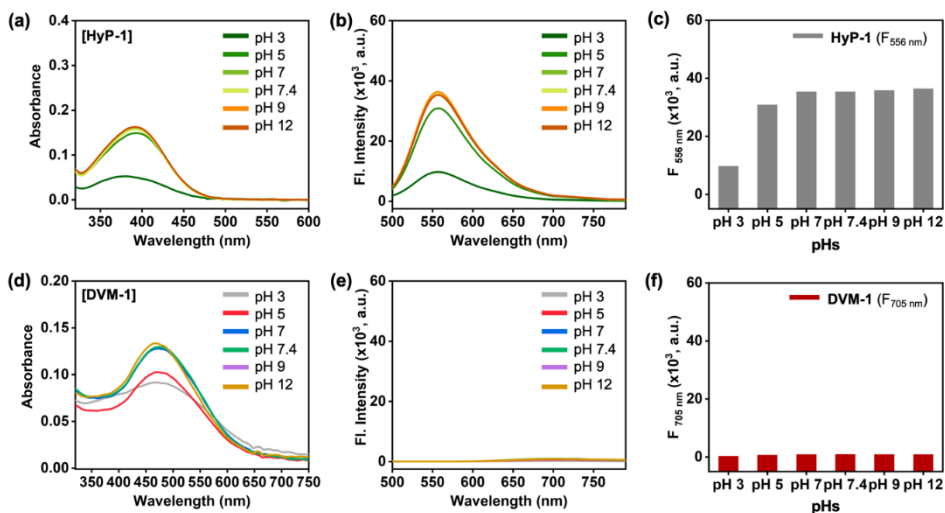 (a)
[HyP-1]
pH 3
pH 5
pH 7
pH 7.4
pH 9
pH 12
0.4
0.3
0.2
0.1
0.0
Absorbance
350 400 450 500 550 600
Wavelength (nm)
(b)
pH 3
pH 5
pH 7
pH 7.4
pH 9
pH 12
60
40
20
0
Fl. Intensity (x10³, a.u.)
500 550 600 650 700 750
Wavelength (nm)
(c)
HyP-1 (F556 nm)
60
40
20
0
F 556 nm (x10³, a.u.)
pH 3 pH 5 pH 7 pH 7.4 pH 9 pH 12
pHs
(d)
[DVM-1]
pH 3
pH 5
pH 7
pH 7.4
pH 9
pH 12
0.20
0.15
0.10
0.05
0.00
Absorbance
350 400 450 500 550 600 650 700 750
Wavelength (nm)
(e)
pH 3
pH 5
pH 7
pH 7.4
pH 9
pH 12
60
40
20
0
Fl. Intensity (x10³, a.u.)
500 550 600 650 700 750
Wavelength (nm)
(f)
DVM-1 (F705 nm)
60
40
20
0
F 705 nm (x10³, a.u.)
pH 3 pH 5 pH 7 pH 7.4 pH 9 pH 12
pHs